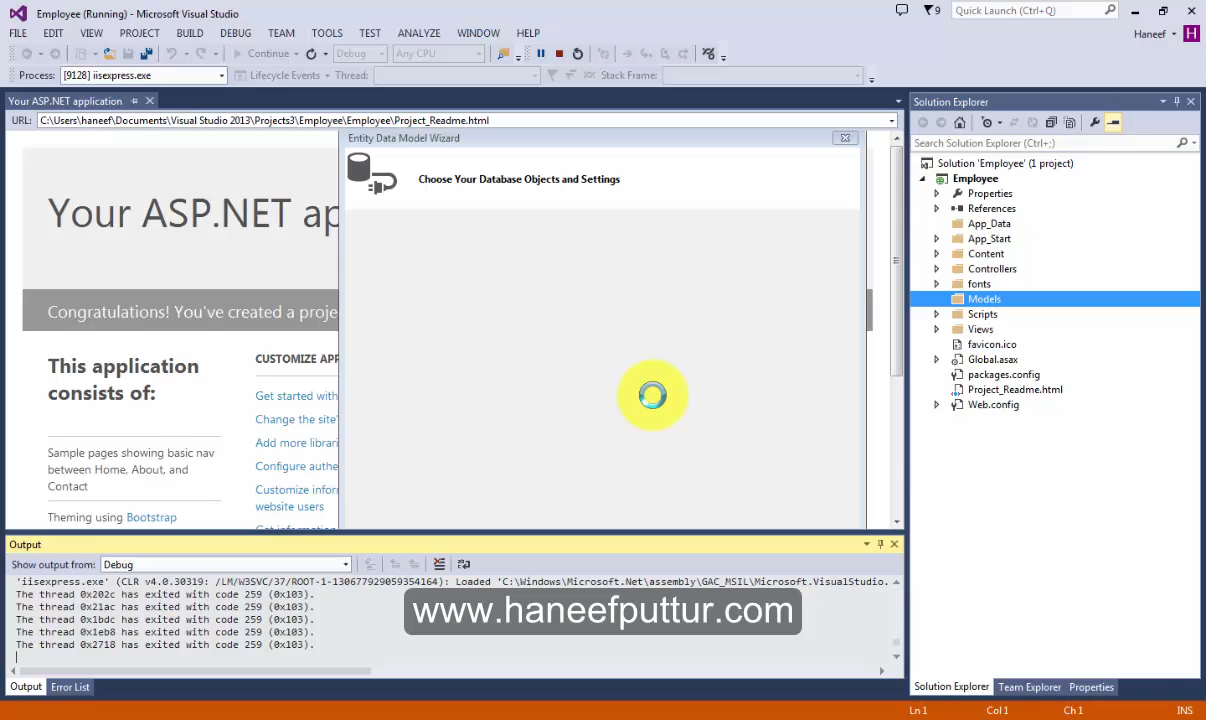 Employee (Running) - Microsoft Visual Studio
9
Quick Launch (Ctrl+Q)
FILE EDIT VIEW PROJECT BUILD DEBUG TEAM TOOLS TEST ANALYZE WINDOW HELP
Haneef H
Continue Debug Any CPU
Process: [9128] iisexpress.exe Lifecycle Events Thread: Stack Frame:
Your ASP.NET application
URL: C:\Users\haneef\Documents\Visual Studio 2013\Projects3\Employee\Employee\Project_Readme.html
Entity Data Model Wizard
Choose Your Database Objects and Settings
Your ASP.NET ap
Congratulations! You've created a proje
This application
consists of:
Sample pages showing basic nav
between Home, About, and
Contact
Theming using Bootstrap
CUSTOMIZE APP
Get started with
Change the site'
Add more librari
Configure authe
Customize inforn
website users
Get information
Output
Show output from: Debug
'iisexpress.exe' (CLR v4.0.30319: /LM/W3SVC/37/ROOT-1-130677929059354164): Loaded 'C:\Windows\Microsoft.Net\assembly\GAC_MSIL\Microsoft.VisualStudio.
The thread 0x202c has exited with code 259 (0x103).
The thread 0x21ac has exited with code 259 (0x103).
The thread 0x1bdc has exited with code 259 (0x103).
The thread 0x1eb8 has exited with code 259 (0x103).
The thread 0x2718 has exited with code 259 (0x103).
www.haneefputtur.com
Output Error List
Solution Explorer
Search Solution Explorer (Ctrl+;)
Solution 'Employee' (1 project)
Employee
Properties
References
App_Data
App_Start
Content
Controllers
fonts
Models
Scripts
Views
favicon.ico
Global.asax
packages.config
Project_Readme.html
Web.config
Solution Explorer Team Explorer Properties
Ln 1 Col 1 Ch 1 INS